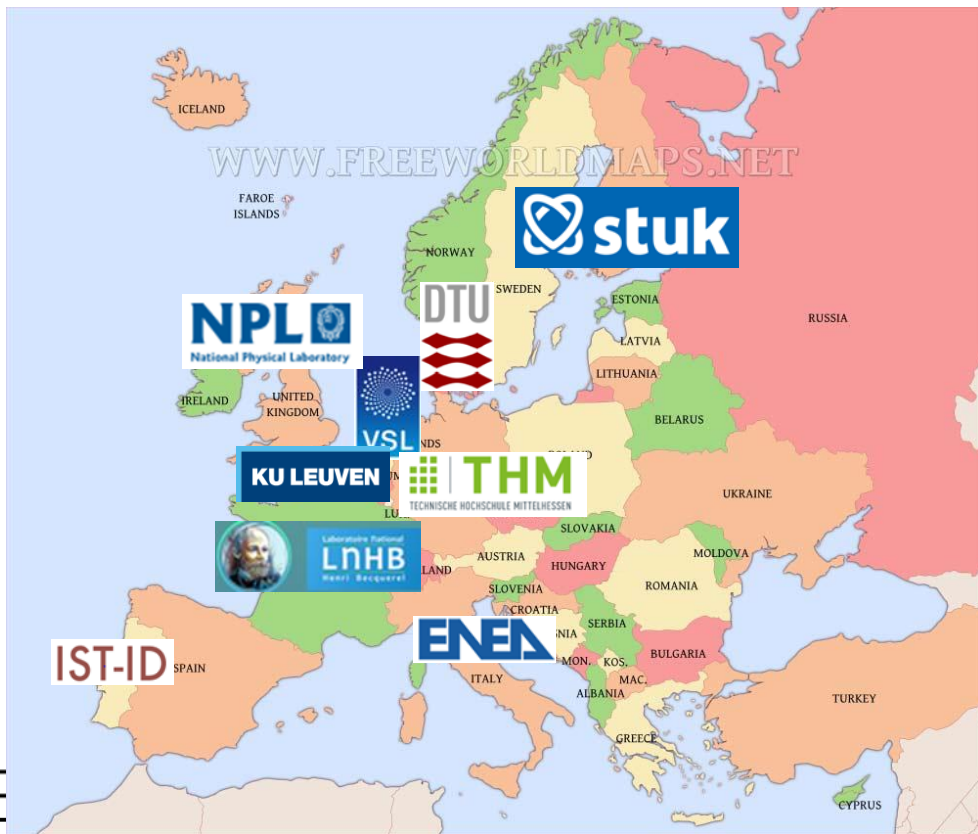 ICELAND
WWW.FREEWORLDMAPS.NET
FAROE
ISLANDS
stuk
NORWAY
SWEDEN
DTU
ESTONIA
NPL
National Physical Laboratory
RUSSIA
LATVIA
LITHUANIA
IRELAND
UNITED
KINGDOM
BELARUS
VSL
KU LEUVEN
THM
TECHNISCHE HOCHSCHULE MITTELHESSEN
UKRAINE
SLOVAKIA
Laboratoire National
LnHB
Henri Becquerel
AUSTRIA
MOLDOVA
HUNGARY
ROMANIA
SLOVENIA
CROATIA
SERBIA
ENEA
BULGARIA
IST-ID
SPAIN
MON.
KOS.
ITALY
MAC.
ALBANIA
TURKEY
GREECE
CYPRUS